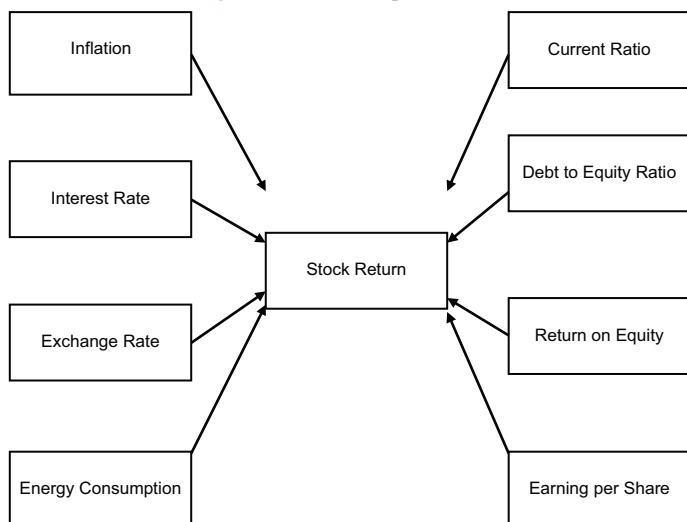 Inflation
Current Ratio
Interest Rate
Debt to Equity Ratio
Stock Return
Exchange Rate
Return on Equity
Energy Consumption
Earning per Share